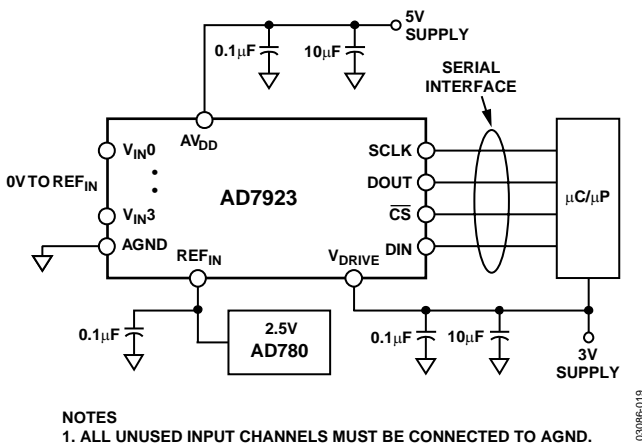 5V
SUPPLY
0.1µF
10µF
SERIAL
INTERFACE
AVDD
VIN0
SCLK
0V TO REFIN
DOUT
AD7923
µC/µP
VIN3
CS
AGND
DIN
REFIN
VDRIVE
0.1µF
2.5V
AD780
0.1µF
10µF
3V
SUPPLY
NOTES
1. ALL UNUSED INPUT CHANNELS MUST BE CONNECTED TO AGND.
03086-019